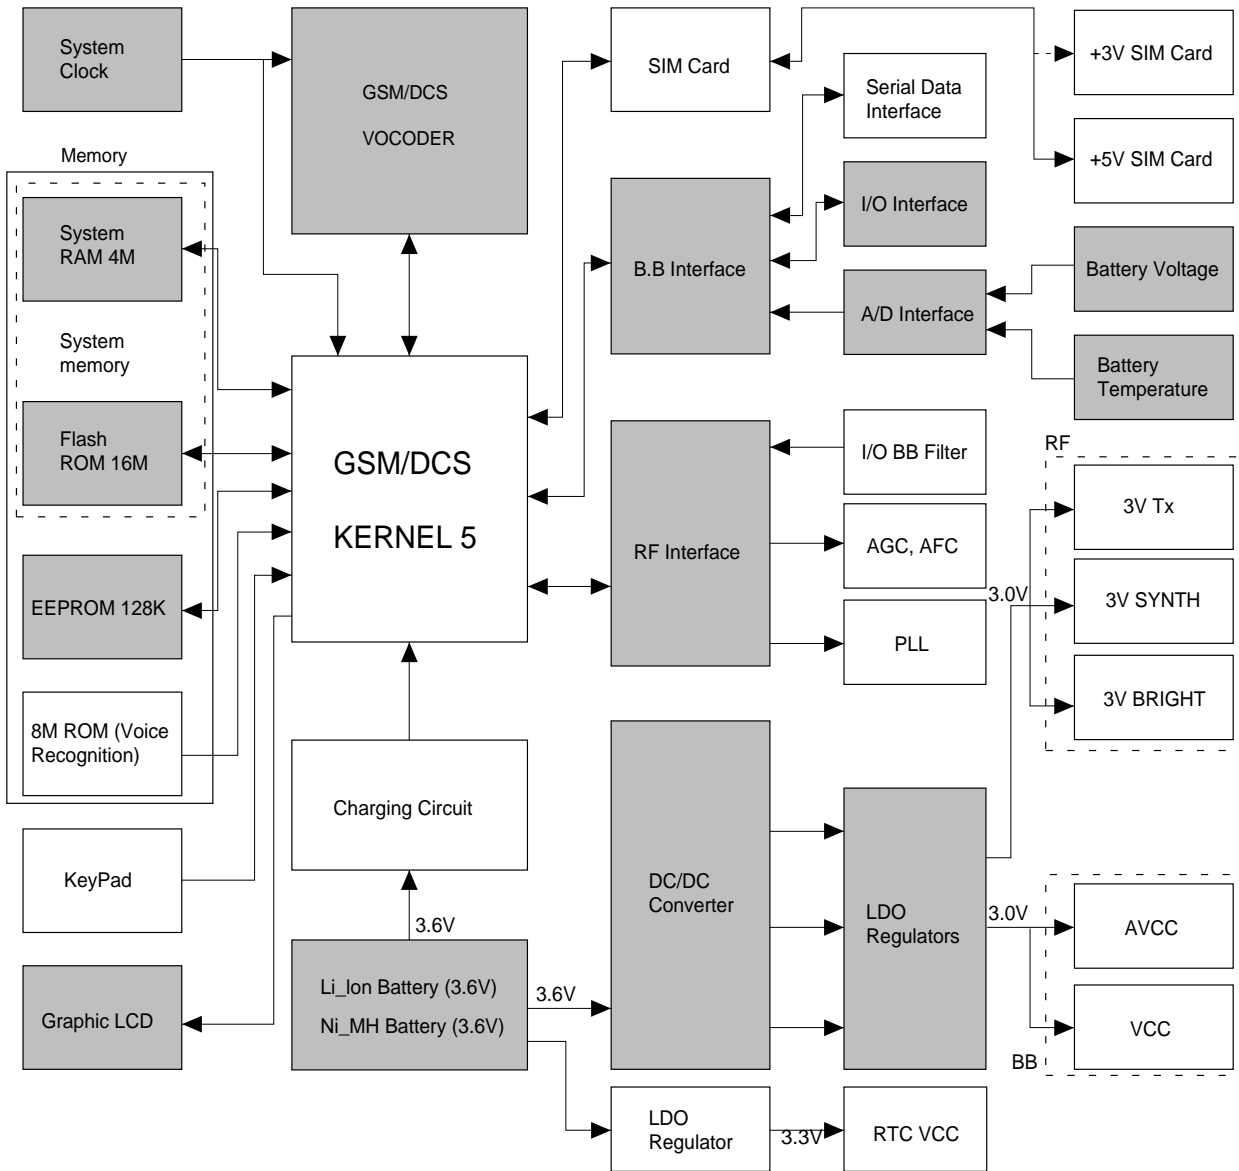 System
Clock
GSM/DCS
VOCODER
SIM Card
+3V SIM Card
Serial Data
Interface
+5V SIM Card
Memory
System
RAM 4M
I/O Interface
B.B Interface
Battery Voltage
A/D Interface
System
memory
Battery
Temperature
Flash
ROM 16M
GSM/DCS
KERNEL 5
I/O BB Filter
RF
3V Tx
RF Interface
AGC, AFC
3.0V
3V SYNTH
EEPROM 128K
PLL
3V BRIGHT
8M ROM (Voice
Recognition)
Charging Circuit
KeyPad
DC/DC
Converter
LDO
Regulators
3.0V
AVCC
3.6V
Li_Ion Battery (3.6V)
Ni_MH Battery (3.6V)
3.6V
Graphic LCD
VCC
BB
LDO
Regulator
3.3V
RTC VCC